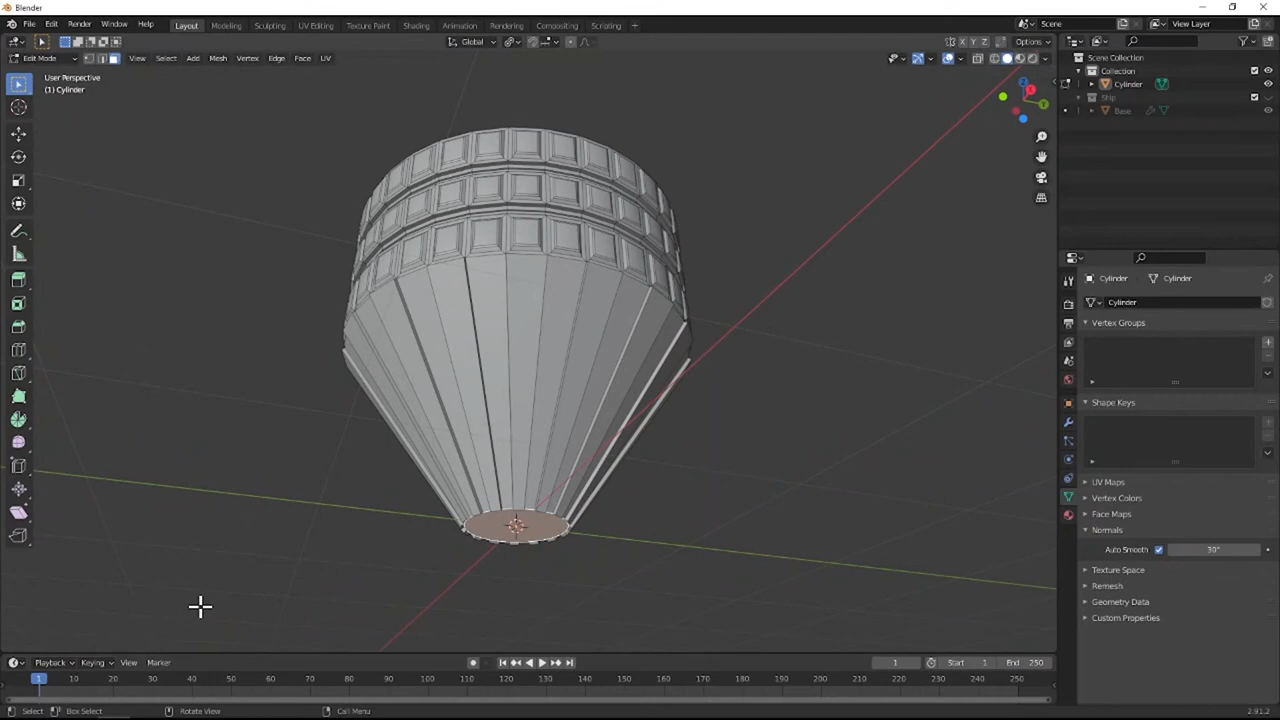 Blender
File Edit Render Window Help Layout Modeling Sculpting UV Editing Texture Paint Shading Animation Rendering Compositing Scripting + Scene View Layer
Global X Y Z Options
Edit Mode View Select Add Mesh Vertex Edge Face UV
User Perspective
(1) Cylinder
Scene Collection
Collection
Cylinder
Ship
Base
Cylinder Cylinder
Cylinder
Vertex Groups
Shape Keys
UV Maps
Vertex Colors
Face Maps
Normals
Auto Smooth 30°
Texture Space
Remesh
Geometry Data
Custom Properties
Playback Keying View Marker 1 Start 1 End 250
1 10 20 30 40 50 60 70 80 90 100 110 120 130 140 150 160 170 180 190 200 210 220 230 240 250
Select Box Select Rotate View Call Menu 2.91.2